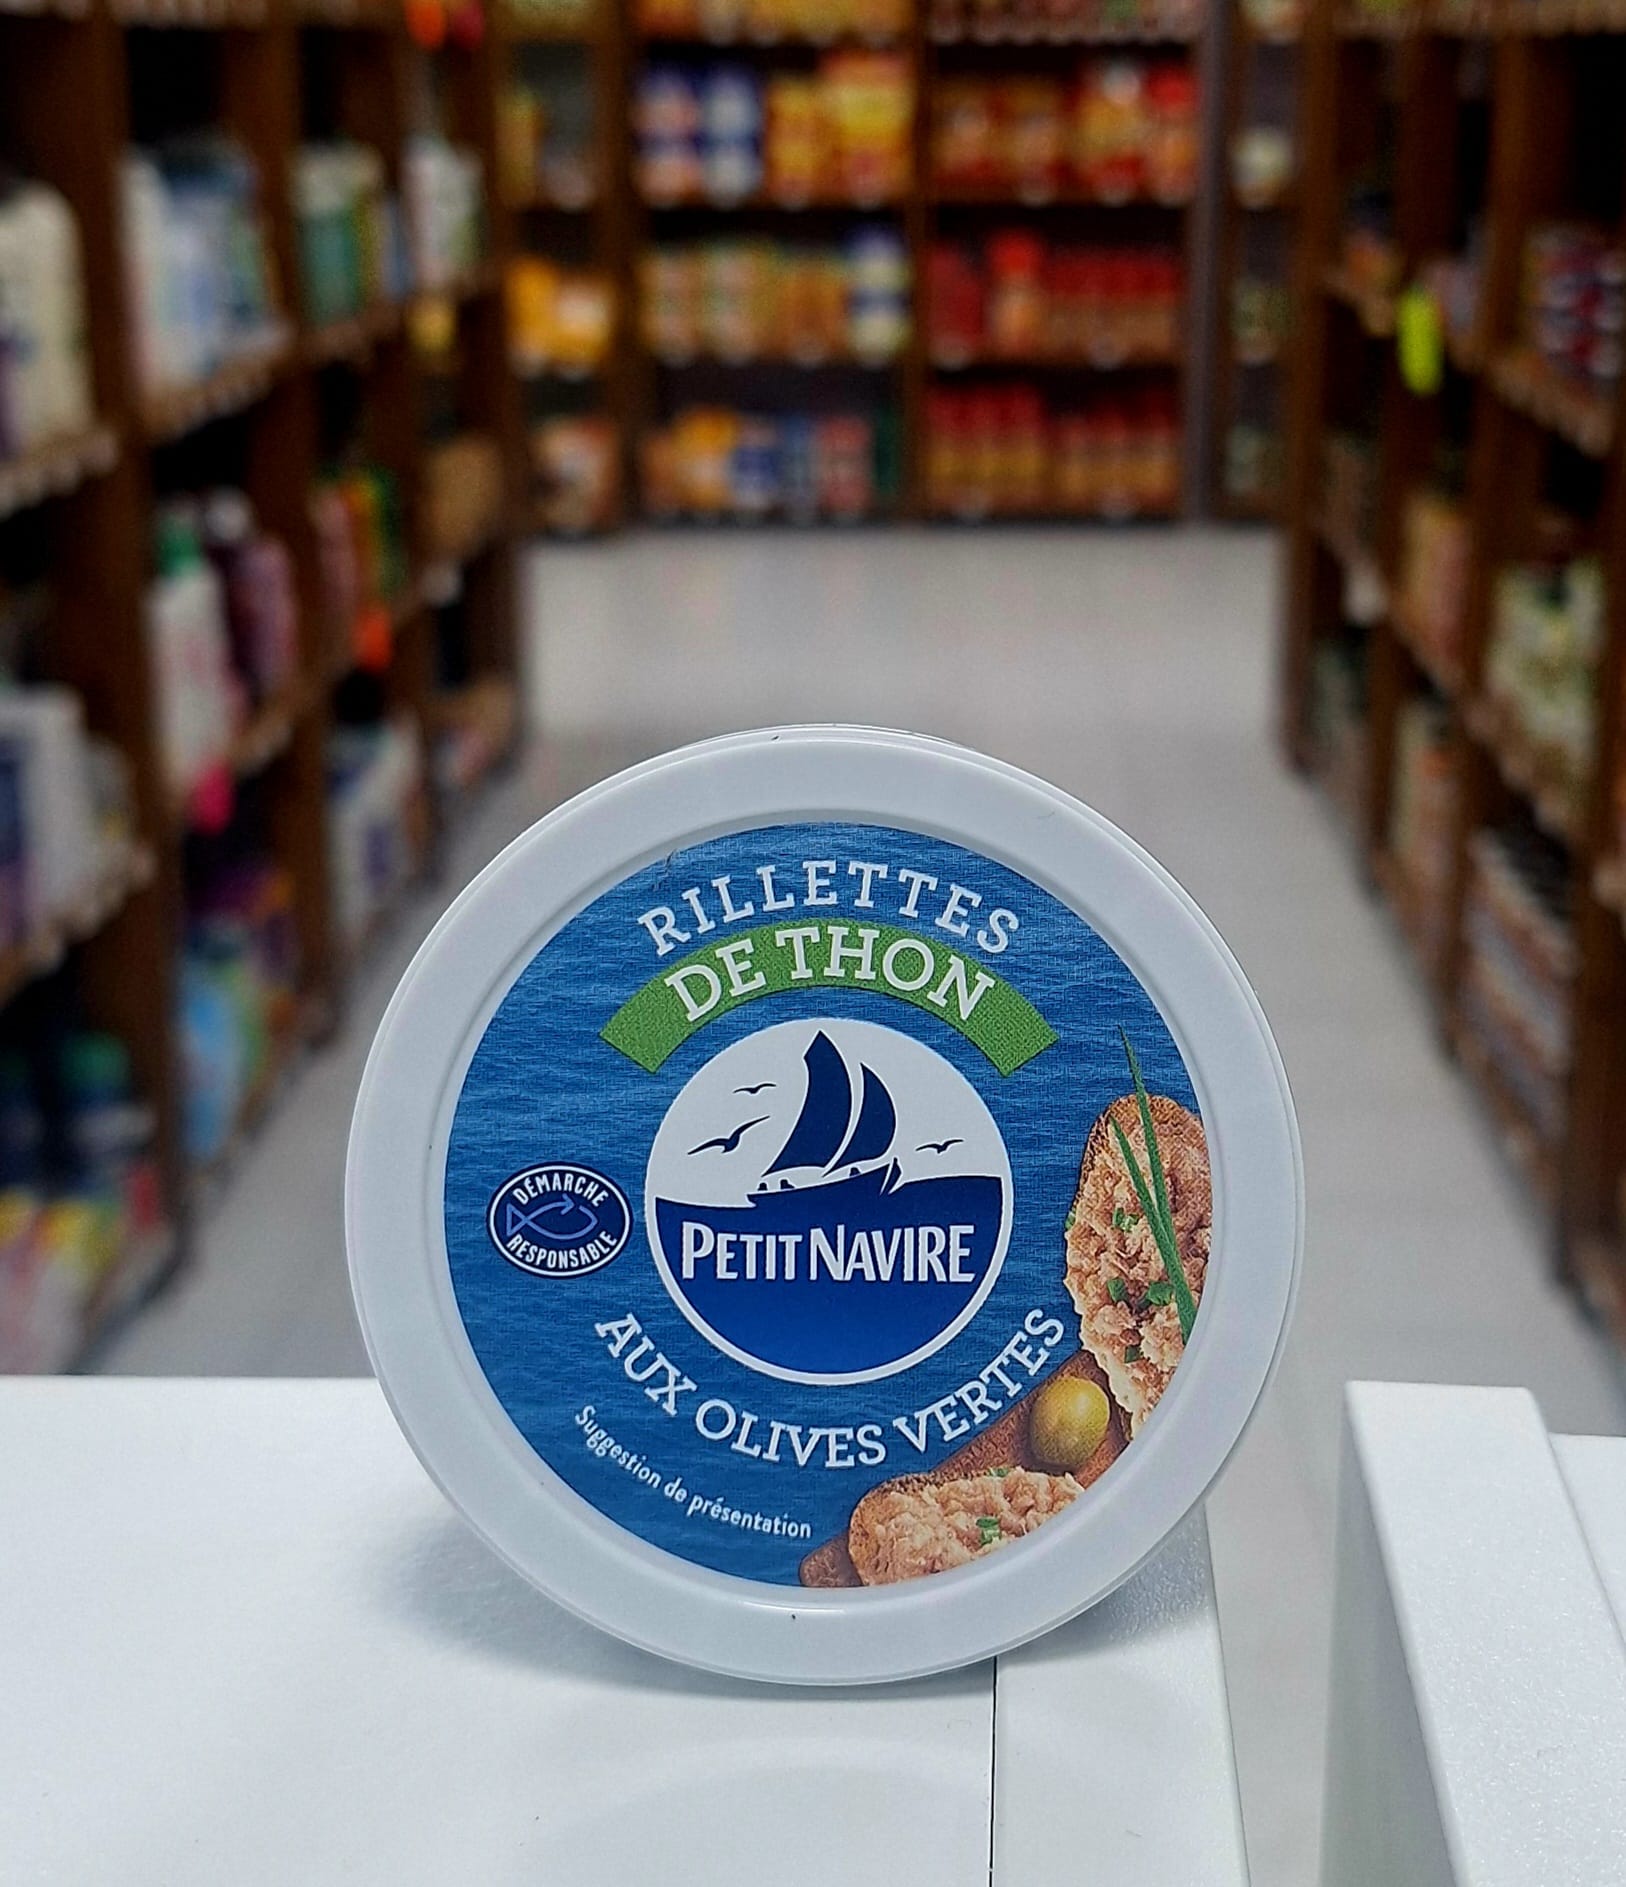 RILLETTES
DE THON
DÉMARCHE
RESPONSABLE
PETIT NAVIRE
AUX OLIVES VERTES
Suggestion de présentation